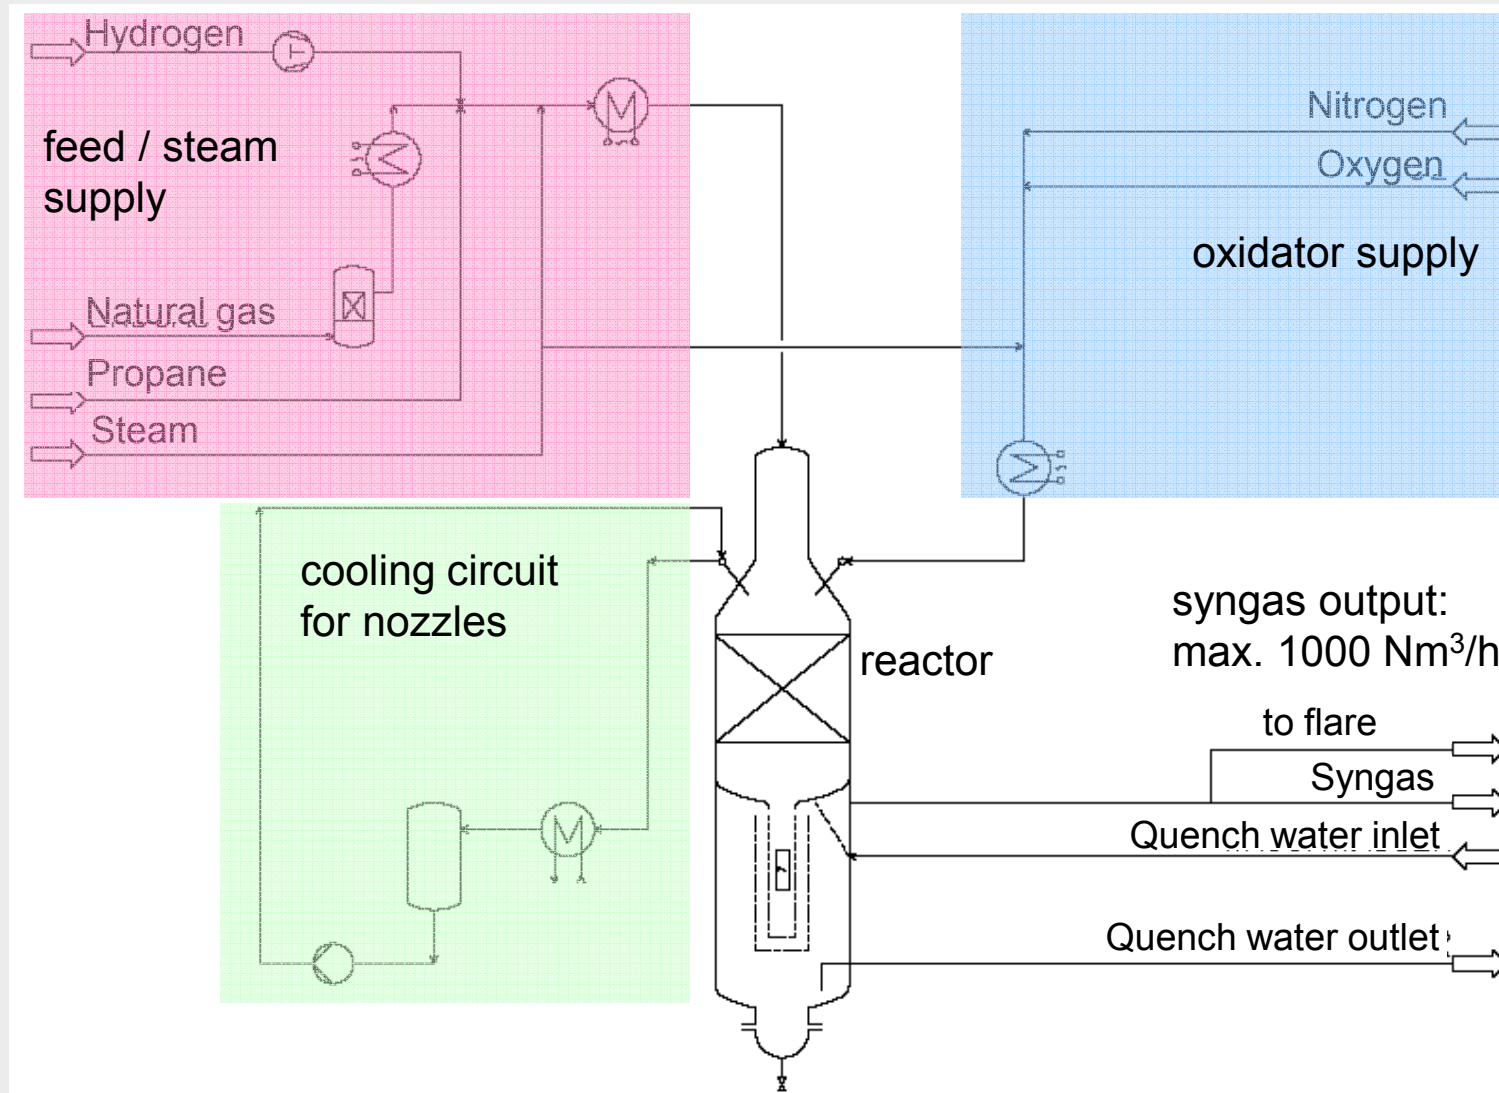 Hydrogen
feed / steam
supply
Natural gas
Propane
Steam
Nitrogen
Oxygen
oxidator supply
cooling circuit
for nozzles
reactor
syngas output:
max. 1000 Nm³/h
to flare
Syngas
Quench water inlet
Quench water outlet